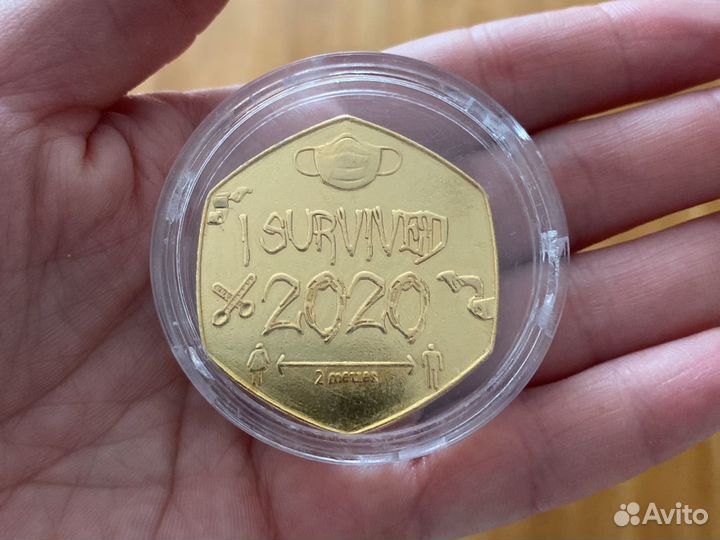 I SURVIVED
2020
2 metres
Avito